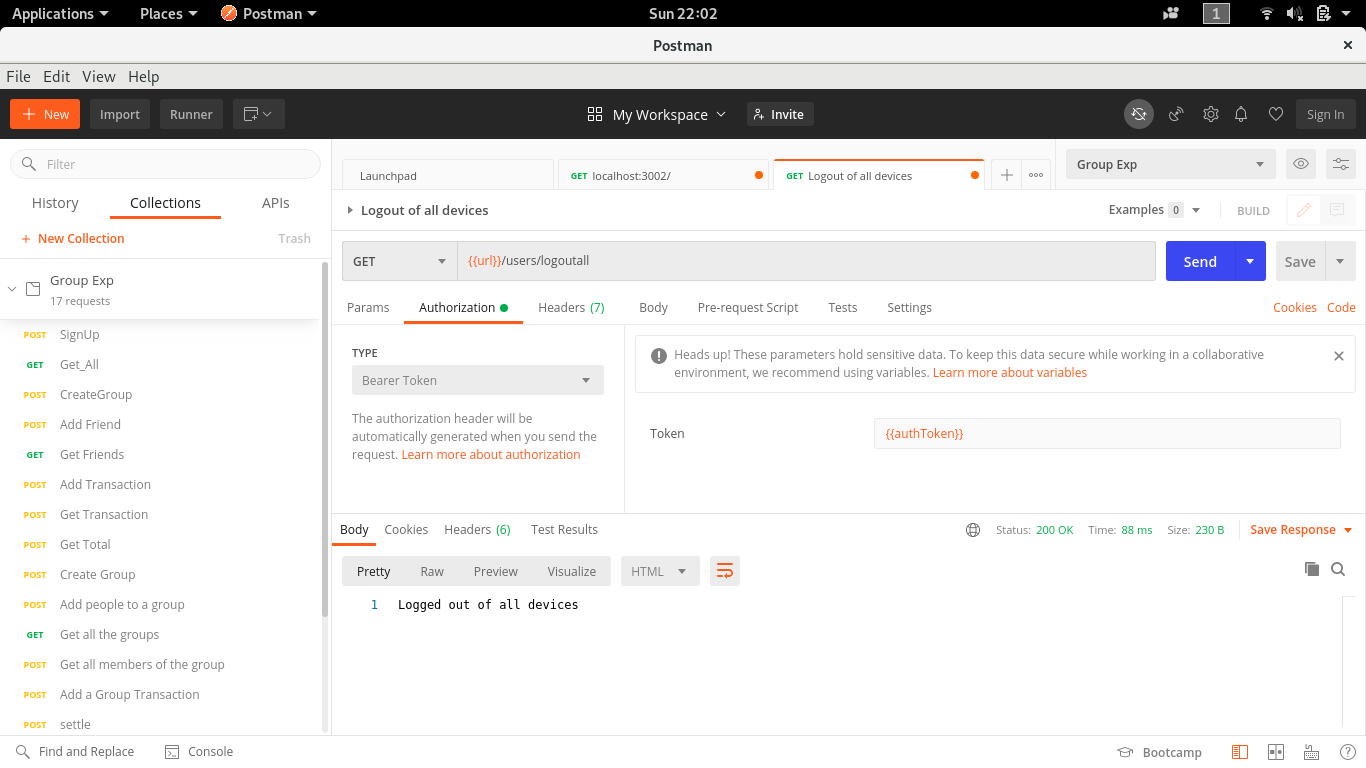 Applications Places Postman Sun 22:02 1
Postman
File Edit View Help
New Import Runner My Workspace Invite Sign In
Filter
Launchpad GET localhost:3002/ GET Logout of all devices Group Exp
History Collections APIs
Logout of all devices Examples 0 BUILD
+ New Collection Trash
GET {{url}}/users/logoutall Send Save
Group Exp
17 requests
Params Authorization Headers (7) Body Pre-request Script Tests Settings Cookies Code
POST SignUp
GET Get_All
POST CreateGroup
POST Add Friend
GET Get Friends
POST Add Transaction
POST Get Transaction
POST Get Total
POST Create Group
POST Add people to a group
GET Get all the groups
POST Get all members of the group
POST Add a Group Transaction
POST settle
TYPE
Bearer Token
The authorization header will be
automatically generated when you send the
request. Learn more about authorization
Heads up! These parameters hold sensitive data. To keep this data secure while working in a collaborative
environment, we recommend using variables. Learn more about variables
Token {{authToken}}
Body Cookies Headers (6) Test Results Status: 200 OK Time: 88 ms Size: 230 B Save Response
Pretty Raw Preview Visualize HTML
1 Logged out of all devices
Find and Replace Console Bootcamp